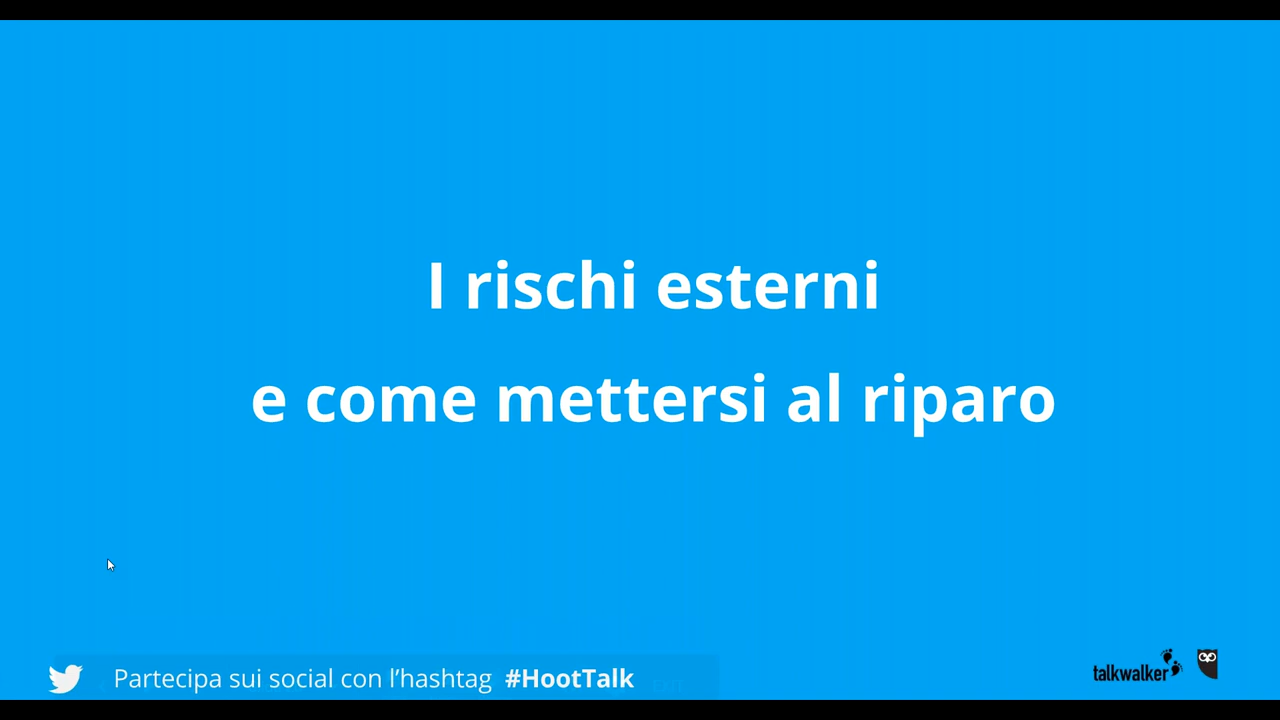 I rischi esterni
e come mettersi al riparo
Partecipa sui social con l’hashtag #HootTalk
talkwalker